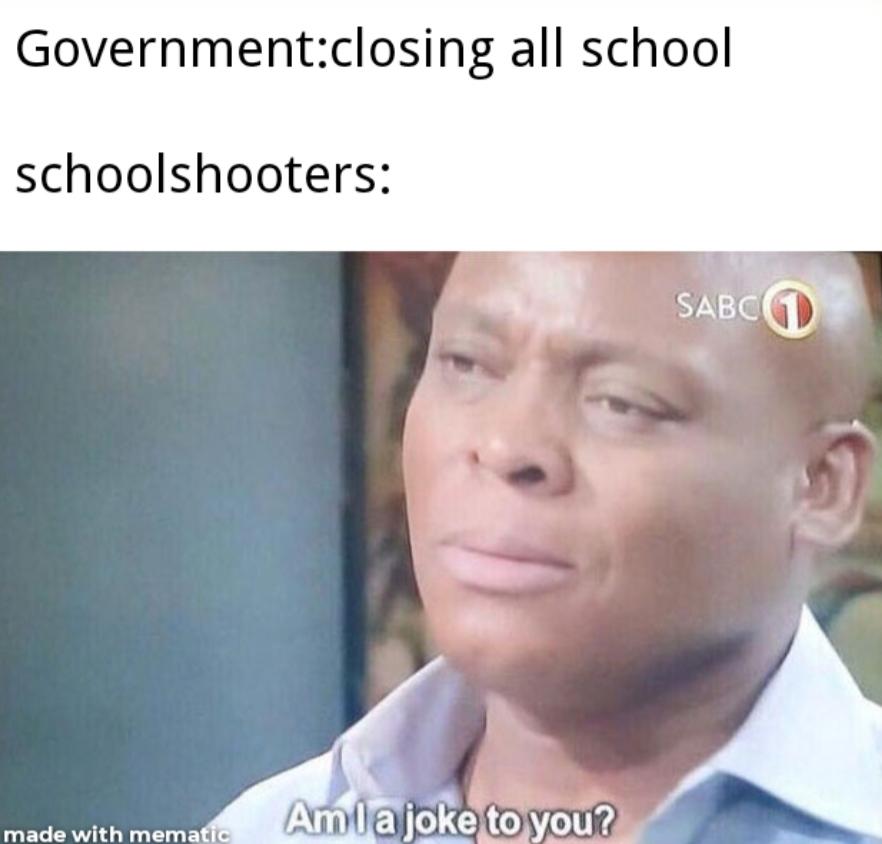 Government:closing all school
schoolshooters:
SABC 1
Am I a joke to you?
made with mematic